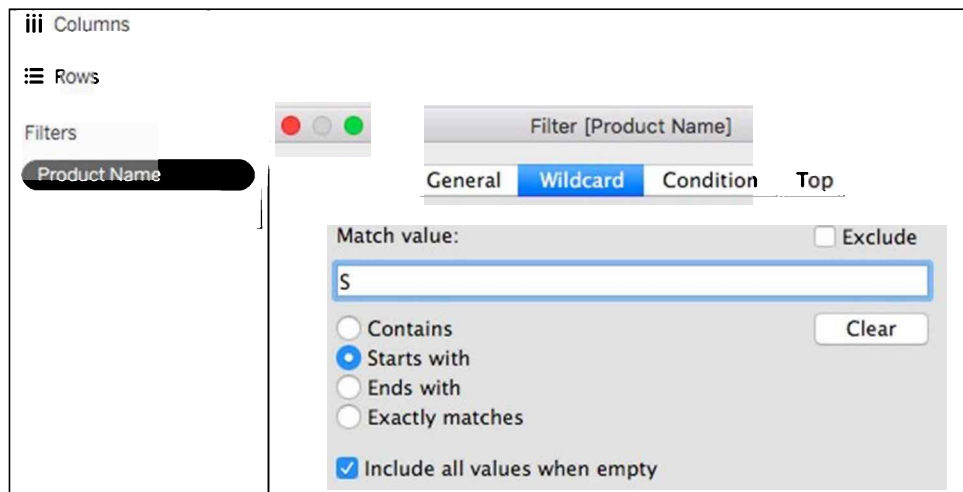 Columns
Rows
Filters
Product Name
Filter [Product Name]
General Wildcard Condition Top
Match value:
Exclude
S
Contains
Clear
Starts with
Ends with
Exactly matches
Include all values when empty